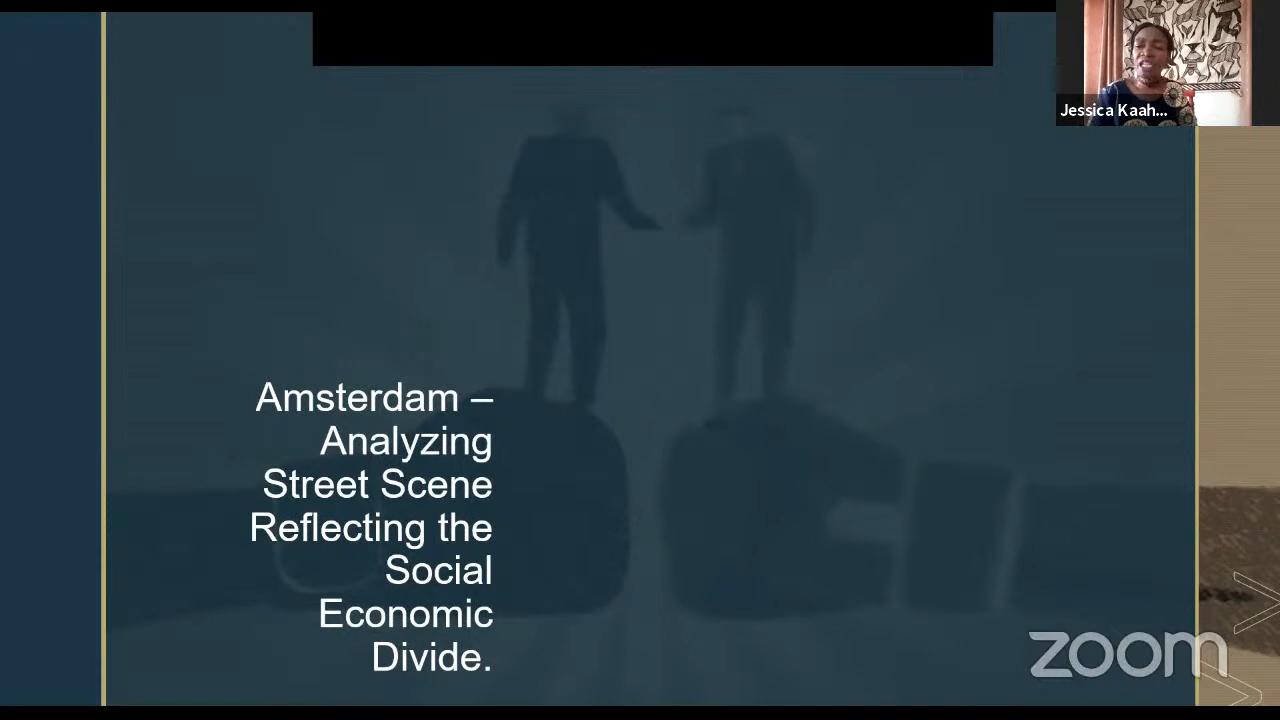 Jessica Kaah...
Amsterdam –
Analyzing
Street Scene
Reflecting the
Social
Economic
Divide.
zoom